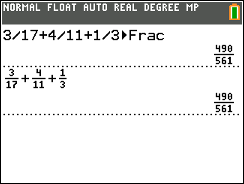 NORMAL FLOAT AUTO REAL DEGREE MP
3/17+4/11+1/3▸Frac
490/561
3/17+4/11+1/3
490/561